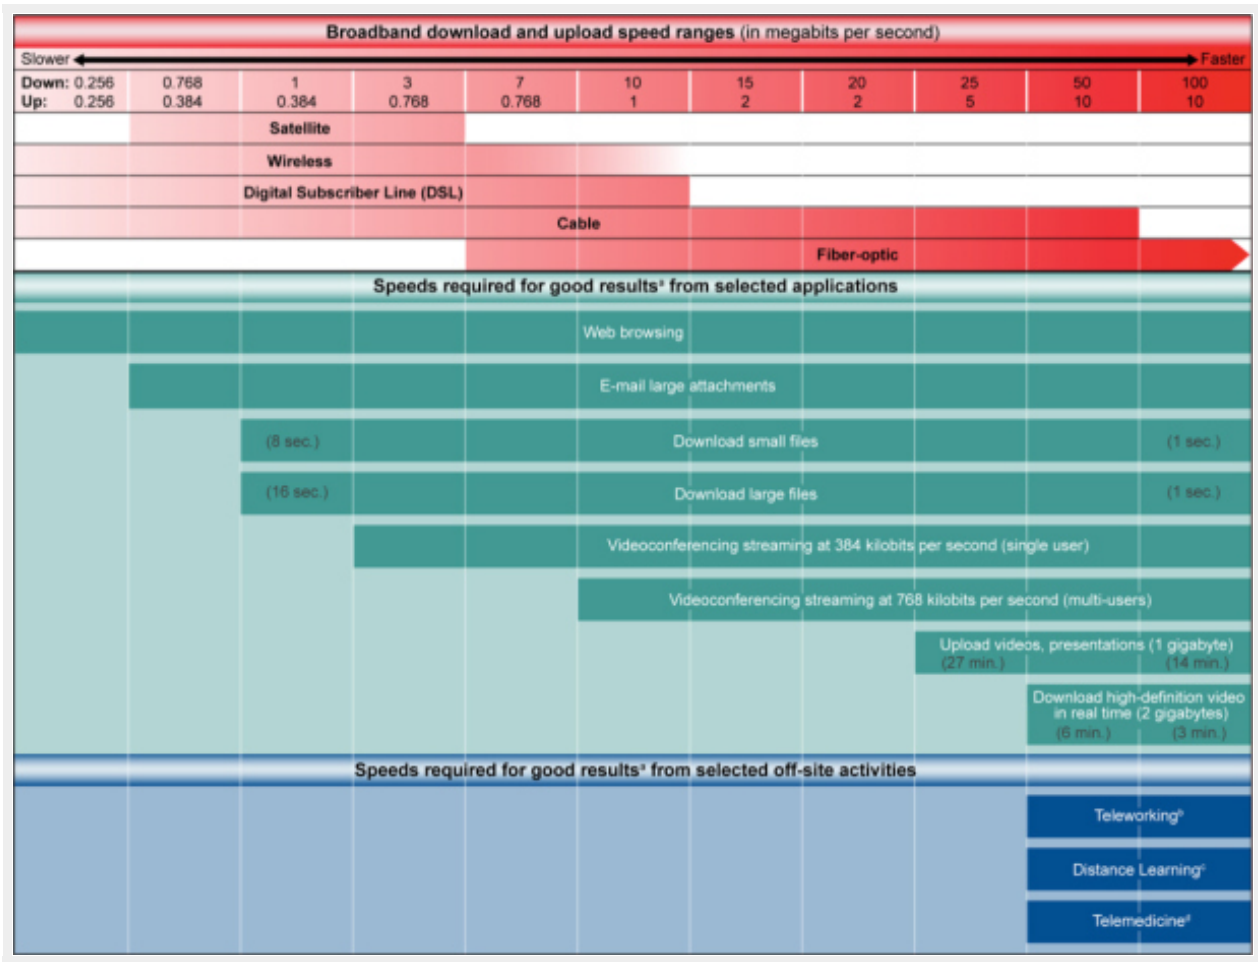 Broadband download and upload speed ranges (in megabits per second)
Slower Faster
Down: 0.256 0.768 1 3 7 10 15 20 25 50 100
Up: 0.256 0.384 0.384 0.768 0.768 1 2 2 5 10 10
Satellite
Wireless
Digital Subscriber Line (DSL)
Cable
Fiber-optic
Speeds required for good resultsᵃ from selected applications
Web browsing
E-mail large attachments
(8 sec.) Download small files (1 sec.)
(16 sec.) Download large files (1 sec.)
Videoconferencing streaming at 384 kilobits per second (single user)
Videoconferencing streaming at 768 kilobits per second (multi-users)
Upload videos, presentations (1 gigabyte)
(27 min.) (14 min.)
Download high-definition video
in real time (2 gigabytes)
(6 min.) (3 min.)
Speeds required for good resultsᵃ from selected off-site activities
Teleworkingᵇ
Distance Learningᶜ
Telemedicineᵈ